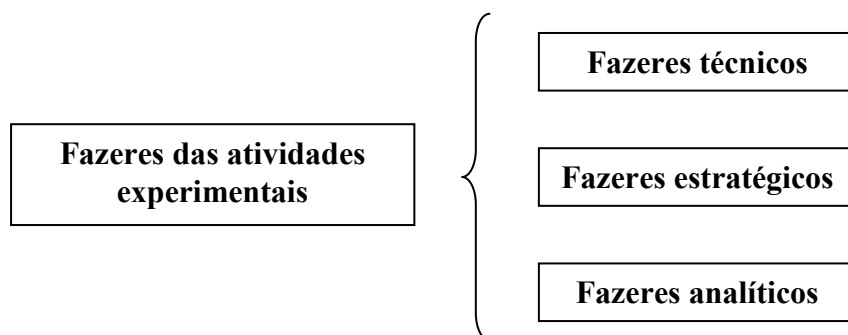 Fazeres das atividades
experimentais
Fazeres técnicos
Fazeres estratégicos
Fazeres analíticos